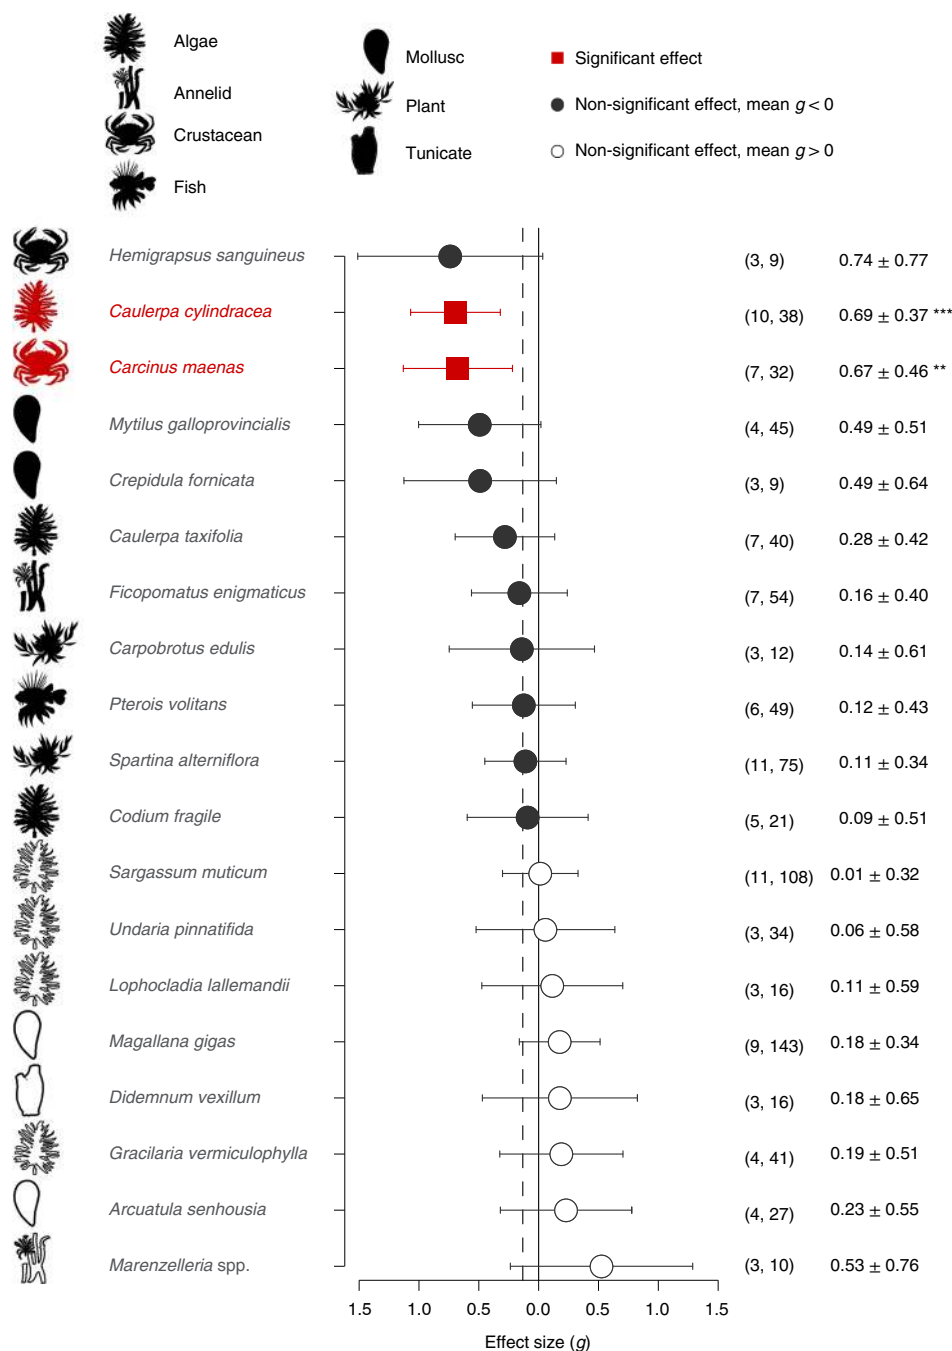 Algae
Annelid
Crustacean
Fish
Mollusc
Plant
Tunicate
Significant effect
Non-significant effect, mean g < 0
Non-significant effect, mean g > 0
Hemigrapsus sanguineus (3, 9) 0.74 ± 0.77
Caulerpa cylindracea (10, 38) 0.69 ± 0.37 ***
Carcinus maenas (7, 32) 0.67 ± 0.46 **
Mytilus galloprovincialis (4, 45) 0.49 ± 0.51
Crepidula fornicata (3, 9) 0.49 ± 0.64
Caulerpa taxifolia (7, 40) 0.28 ± 0.42
Ficopomatus enigmaticus (7, 54) 0.16 ± 0.40
Carpobrotus edulis (3, 12) 0.14 ± 0.61
Pterois volitans (6, 49) 0.12 ± 0.43
Spartina alterniflora (11, 75) 0.11 ± 0.34
Codium fragile (5, 21) 0.09 ± 0.51
Sargassum muticum (11, 108) 0.01 ± 0.32
Undaria pinnatifida (3, 34) 0.06 ± 0.58
Lophocladia lallemandii (3, 16) 0.11 ± 0.59
Magallana gigas (9, 143) 0.18 ± 0.34
Didemnum vexillum (3, 16) 0.18 ± 0.65
Gracilaria vermiculophylla (4, 41) 0.19 ± 0.51
Arcuatula senhousia (4, 27) 0.23 ± 0.55
Marenzelleria spp. (3, 10) 0.53 ± 0.76
1.5 1.0 0.5 0.0 0.5 1.0 1.5
Effect size (g)